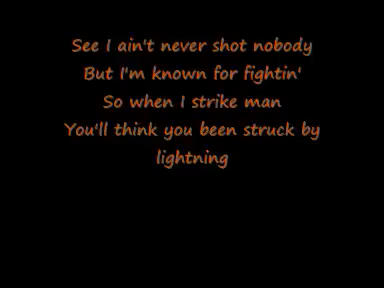 See I ain't never shot nobody
But I'm known for fightin'
So when I strike man
You'll think you been struck by
lightning